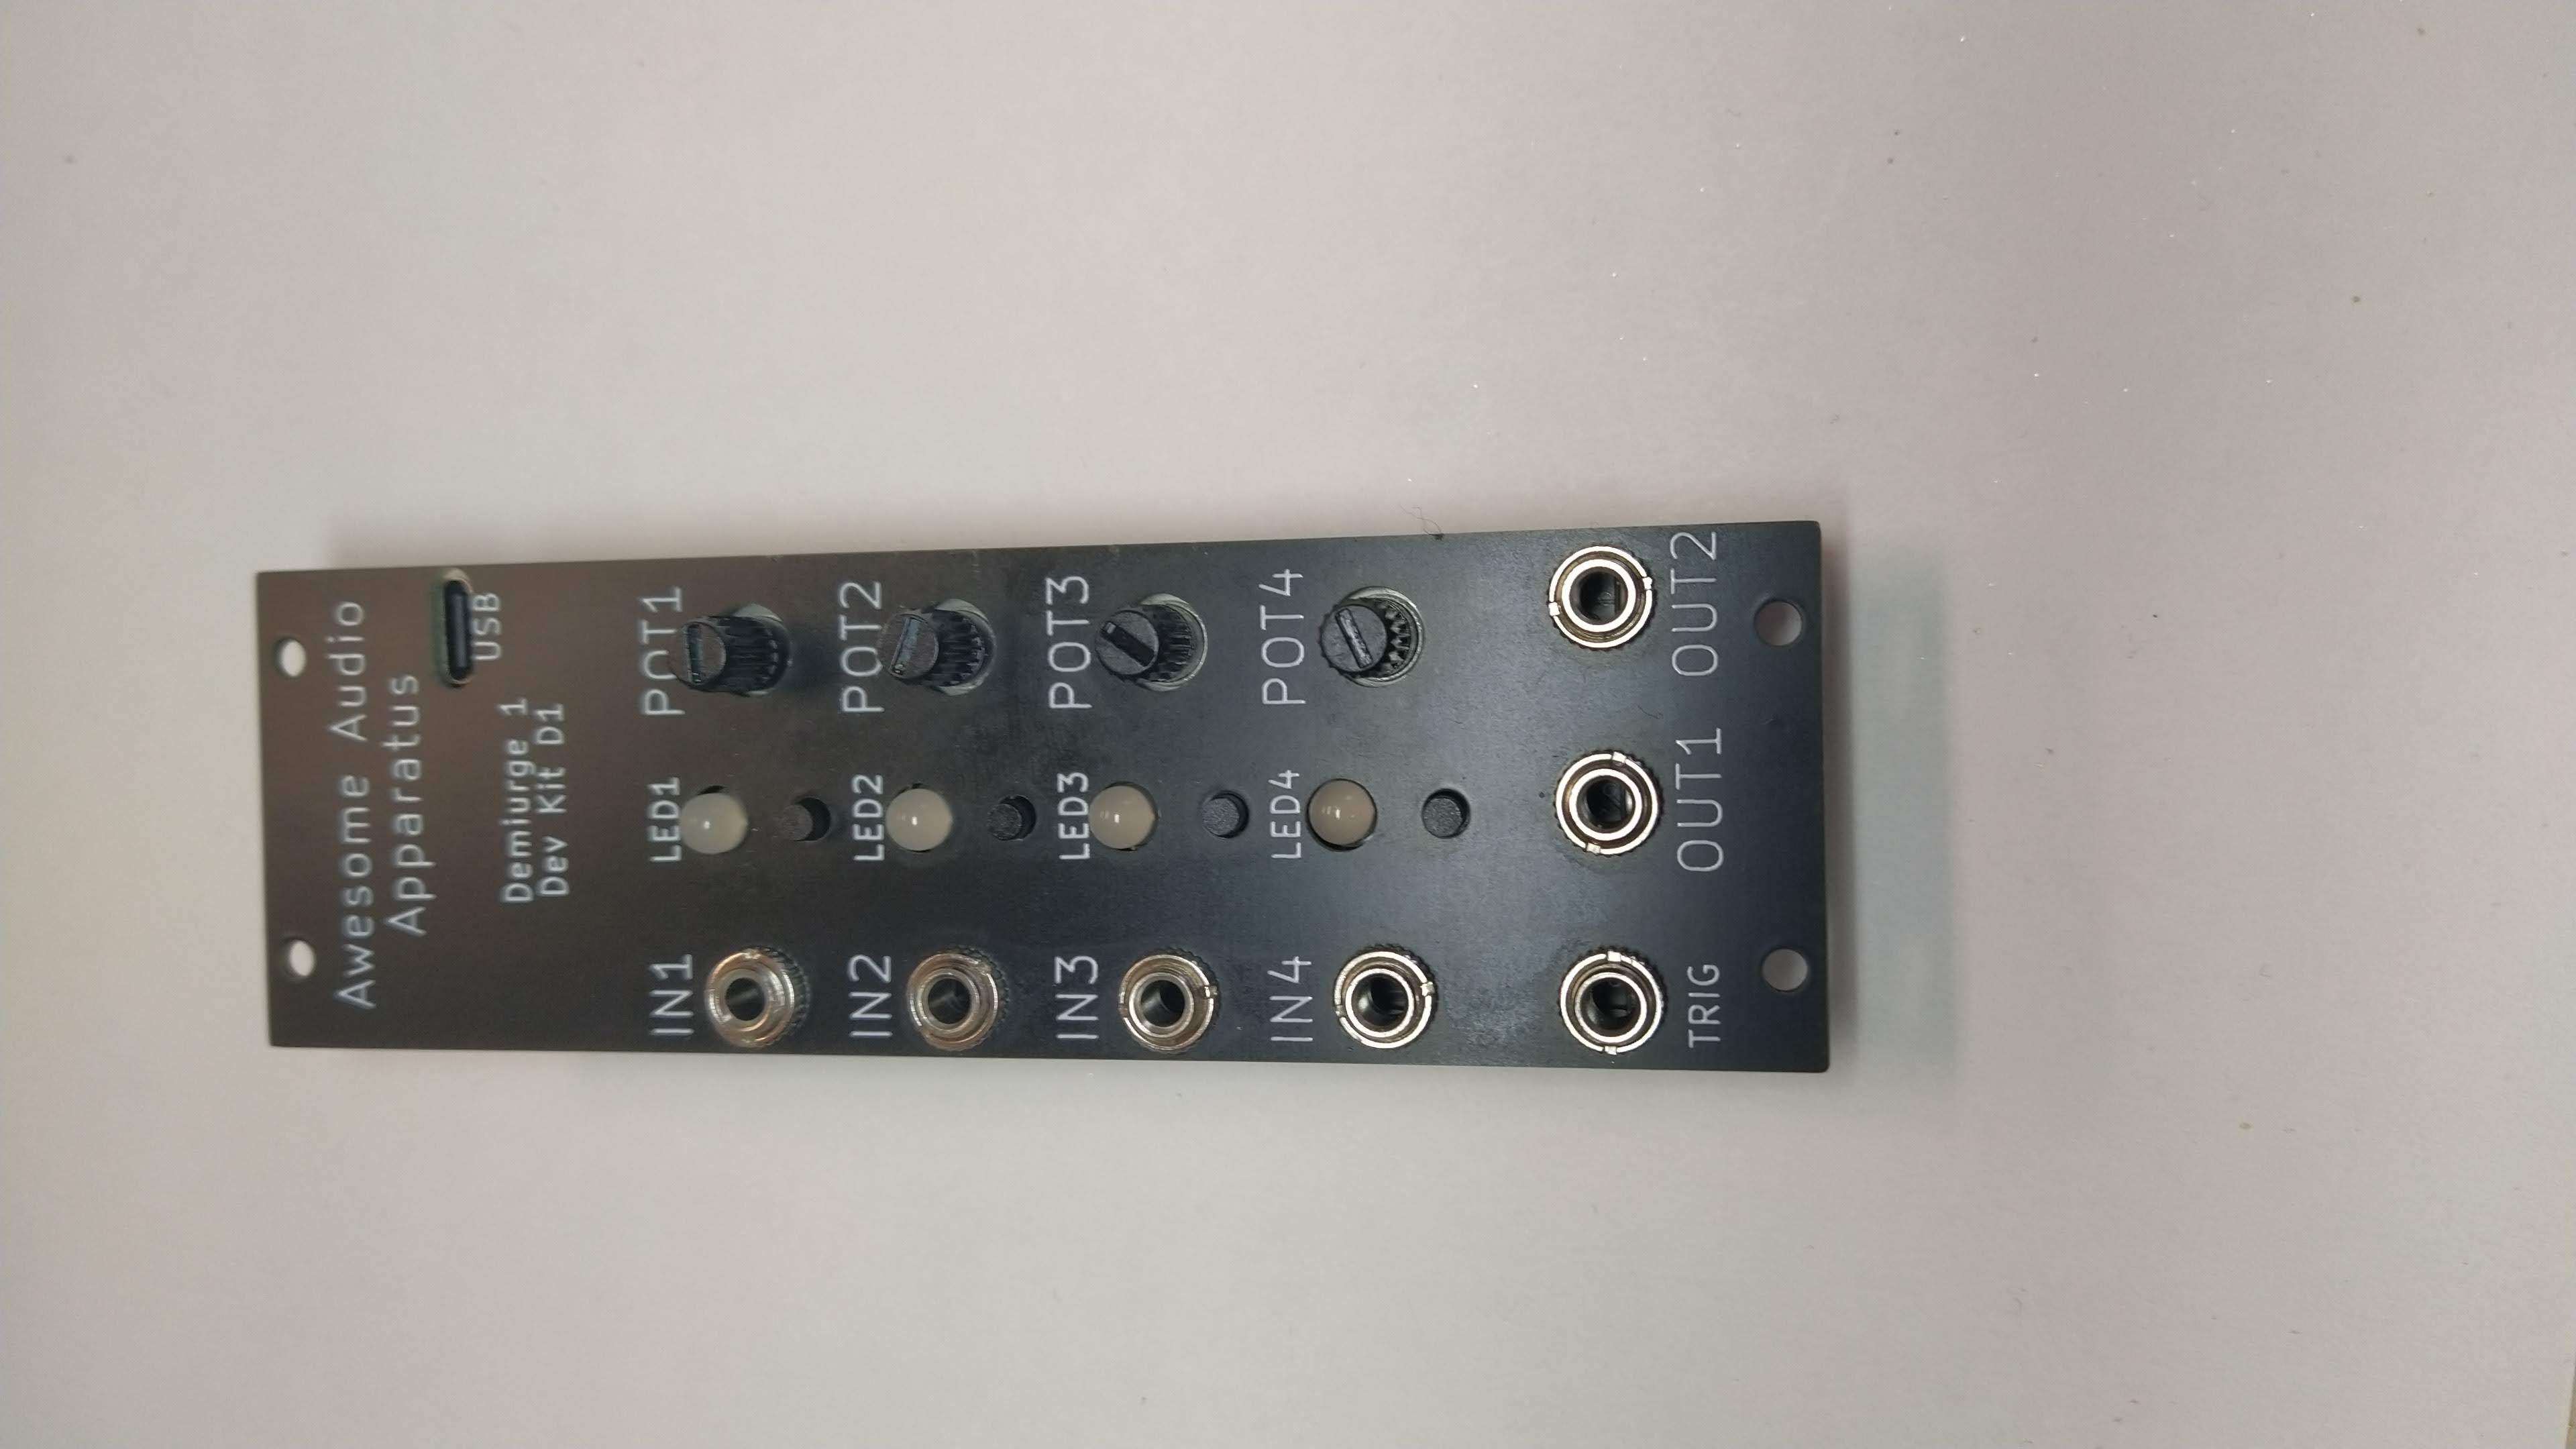 Awesome Audio
Apparatus
USB
Demiurge 1
Dev Kit D1
IN1 LED1 POT1
IN2 LED2 POT2
IN3 LED3 POT3
IN4 LED4 POT4
TRIG OUT1 OUT2